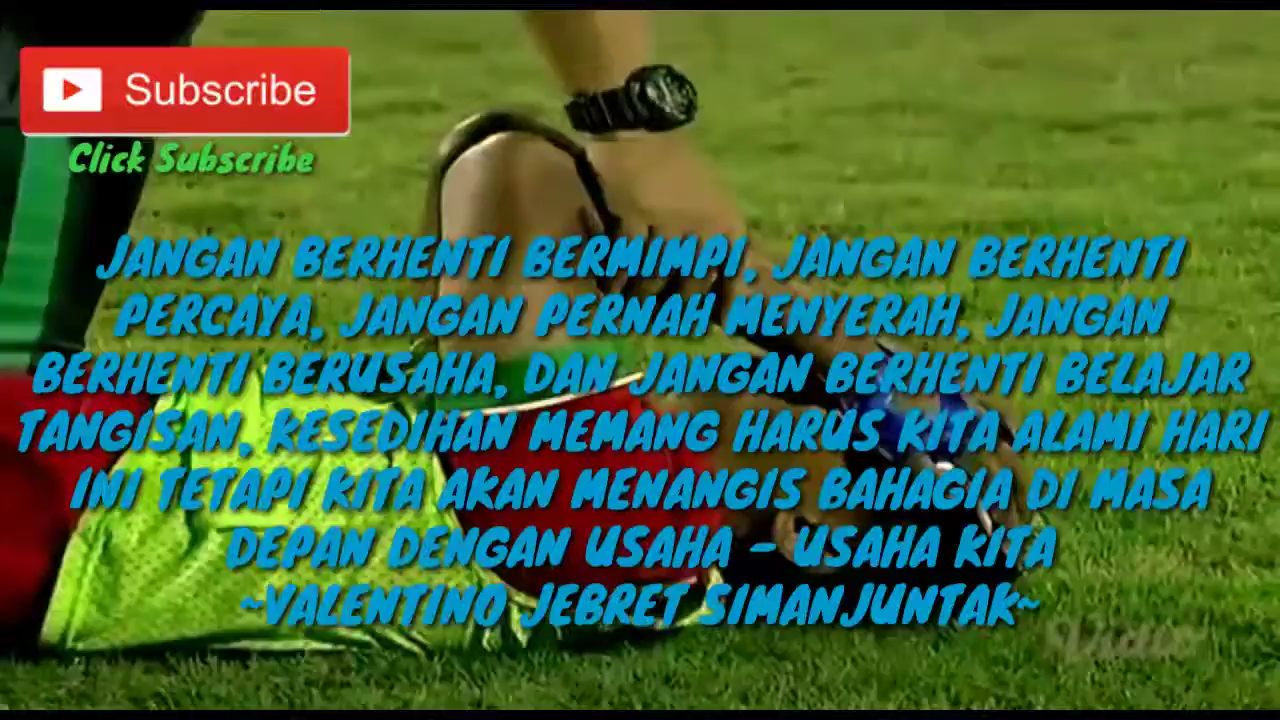 Subscribe
Click Subscribe
JANGAN BERHENTI BERMIMPI, JANGAN BERHENTI
PERCAYA, JANGAN PERNAH MENYERAH, JANGAN
BERHENTI BERUSAHA, DAN JANGAN BERHENTI BELAJAR
TANGISAN, KESEDIHAN MEMANG HARUS KITA ALAMI HARI
INI TETAPI KITA AKAN MENANGIS BAHAGIA DI MASA
DEPAN DENGAN USAHA - USAHA KITA
~VALENTINO JEBRET SIMANJUNTAK~